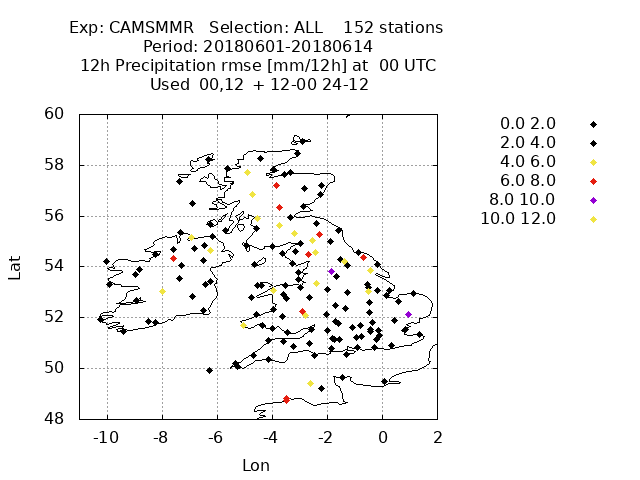 Exp: CAMSMMR   Selection: ALL    152 stations
Period: 20180601-20180614
12h Precipitation rmse [mm/12h] at  00 UTC
Used  00,12  + 12-00 24-12
0.0 2.0
2.0 4.0
4.0 6.0
6.0 8.0
8.0 10.0
10.0 12.0
60
58
56
54
52
50
48
Lat
-10 -8 -6 -4 -2 0 2
Lon